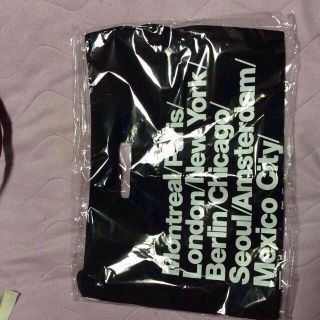 Montreal/Paris/
London/New York/
Berlin/Chicago/
Seoul/Amsterdam/
Mexico City/